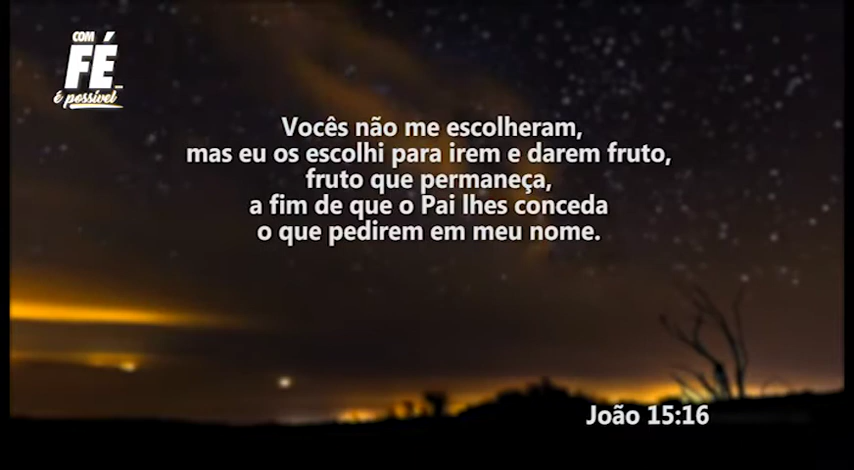 COM
FÉ
é possível
Vocês não me escolheram,
mas eu os escolhi para irem e darem fruto,
fruto que permaneça,
a fim de que o Pai lhes conceda
o que pedirem em meu nome.
João 15:16